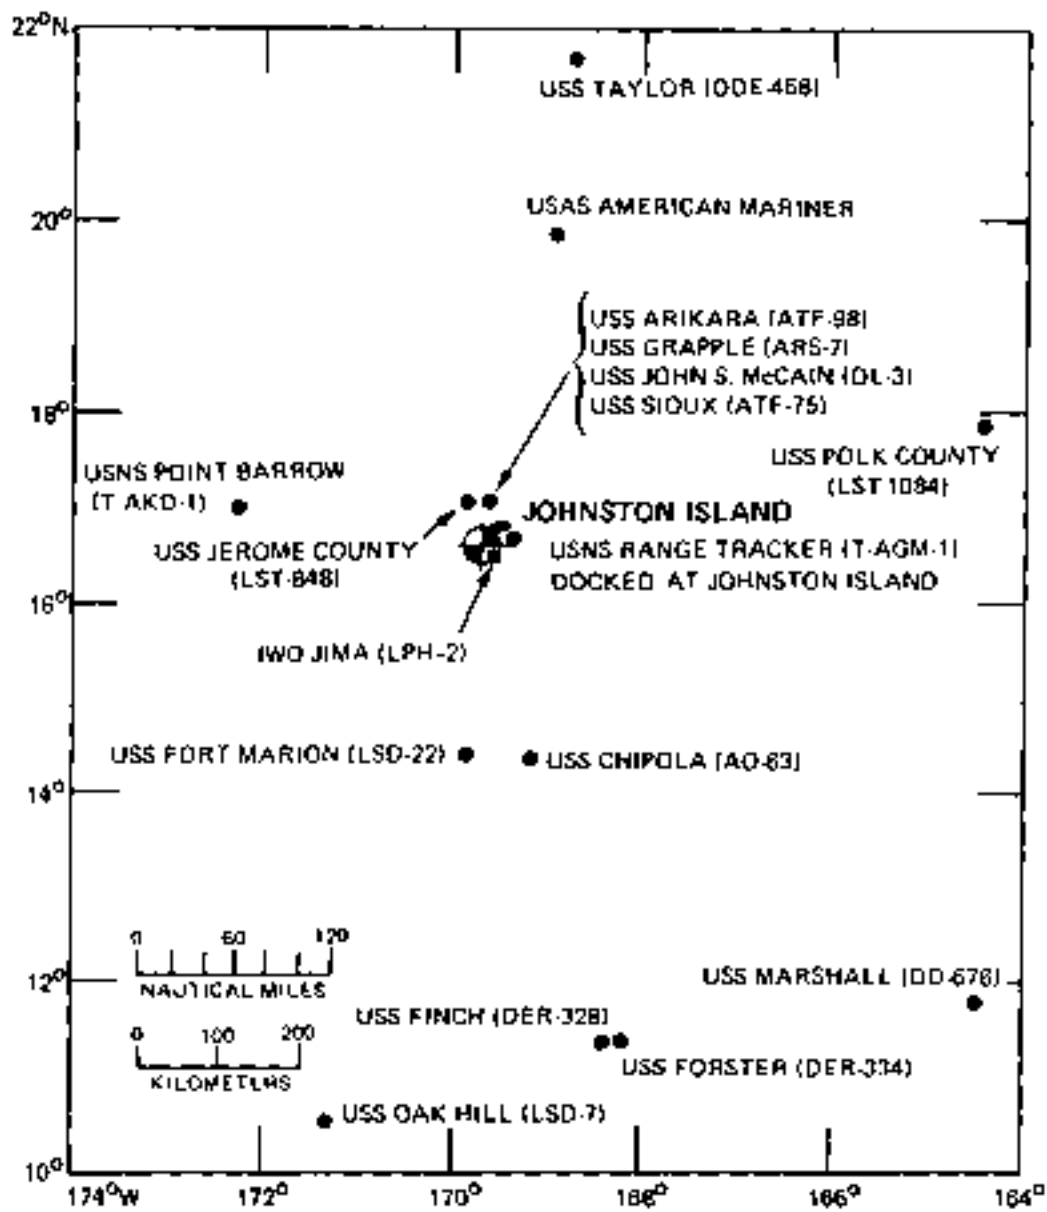 22°N
USS TAYLOR (DDE-468)
USAS AMERICAN MARINER
20°
USS ARIKARA (ATF-98)
USS GRAPPLE (ARS-7)
USS JOHN S. McCAIN (DL-3)
USS SIOUX (ATF-75)
18°
USS POLK COUNTY
(LST 1084)
USNS POINT BARROW
(T AKD-1)
JOHNSTON ISLAND
USS JEROME COUNTY
(LST-848)
USNS RANGE TRACKER (T-AGM-1)
DOCKED AT JOHNSTON ISLAND
16°
IWO JIMA (LPH-2)
USS FORT MARION (LSD-22)
USS CHIPOLA (AO-63)
14°
0 60 120
NAUTICAL MILES
12°
USS MARSHALL (DD-676)
0 100 200
KILOMETERS
USS FINCH (DER-328)
USS FORSTER (DER-334)
USS OAK HILL (LSD-7)
10°
174°W 172° 170° 168° 166° 164°